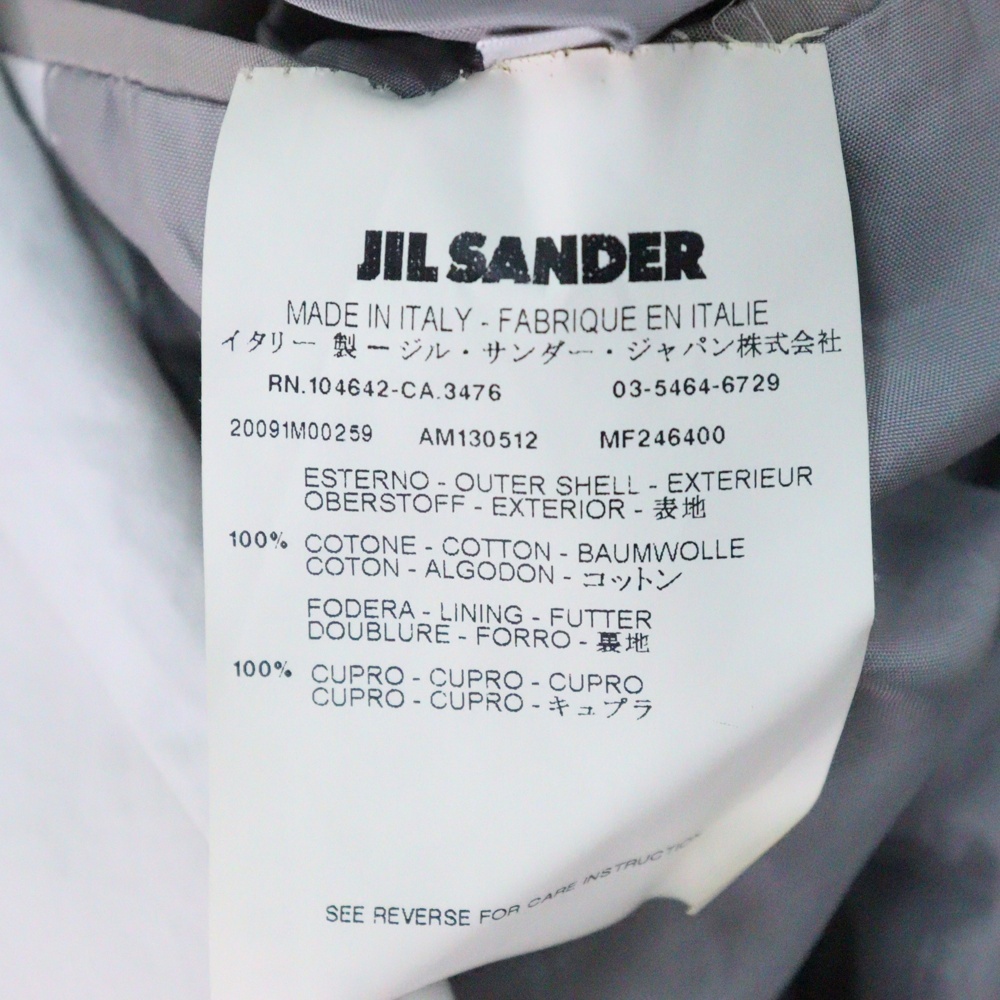 JIL SANDER
MADE IN ITALY - FABRIQUE EN ITALIE
イタリー 製 ー ジル・サンダー・ジャパン株式会社
RN.104642-CA.3476 03-5464-6729
20091M00259 AM130512 MF246400
ESTERNO - OUTER SHELL - EXTERIEUR
OBERSTOFF - EXTERIOR - 表地
100% COTONE - COTTON - BAUMWOLLE
COTON - ALGODON - コットン
FODERA - LINING - FUTTER
DOUBLURE - FORRO - 裏地
100% CUPRO - CUPRO - CUPRO
CUPRO - CUPRO - キュプラ
SEE REVERSE FOR CARE INSTRUCTION